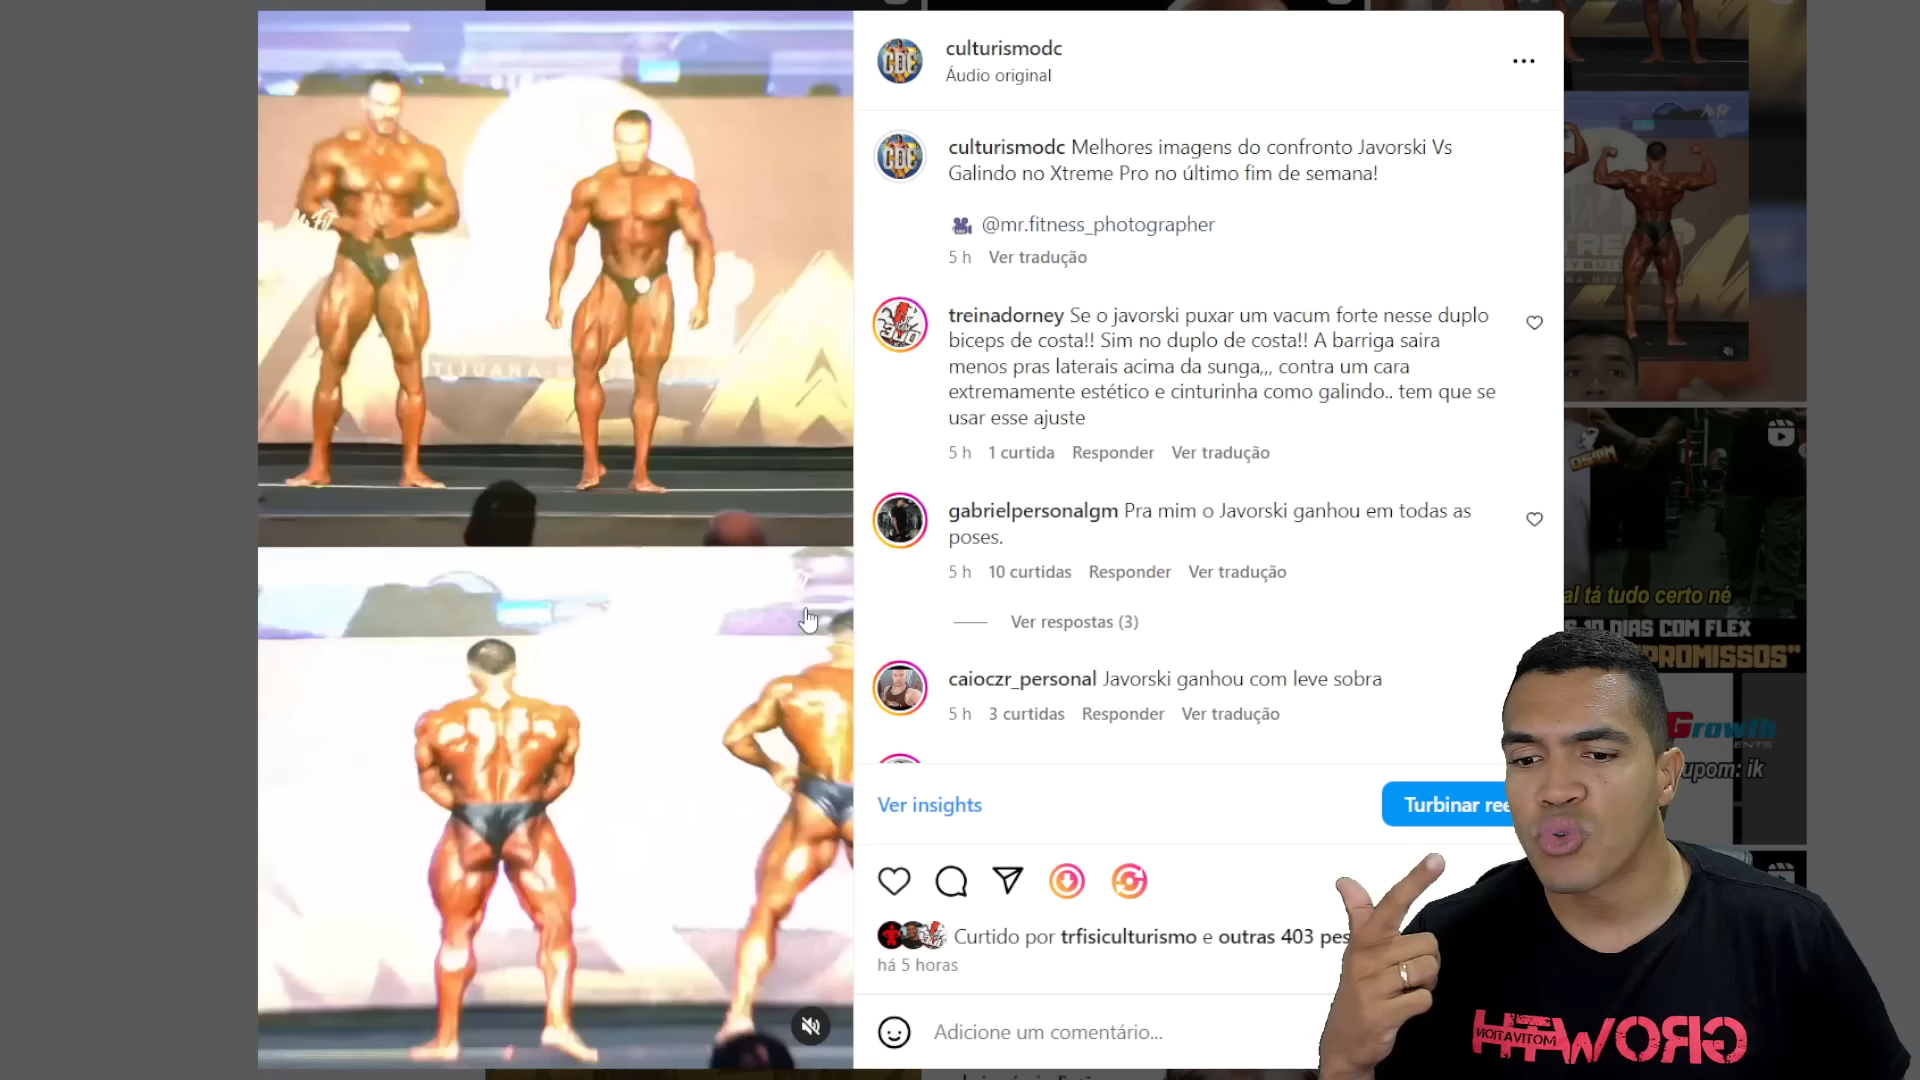 culturismodc
Áudio original
culturismodc Melhores imagens do confronto Javorski Vs
Galindo no Xtreme Pro no último fim de semana!
@mr.fitness_photographer
5 h Ver tradução
treinadorney Se o javorski puxar um vacum forte nesse duplo
biceps de costa!! Sim no duplo de costa!! A barriga saira
menos pras laterais acima da sunga,,, contra um cara
extremamente estético e cinturinha como galindo.. tem que se
usar esse ajuste
5 h 1 curtida Responder Ver tradução
gabrielpersonalgm Pra mim o Javorski ganhou em todas as
poses.
5 h 10 curtidas Responder Ver tradução
Ver respostas (3)
caioczr_personal Javorski ganhou com leve sobra
5 h 3 curtidas Responder Ver tradução
Ver insights
Turbinar
Curtido por trfisiculturismo e outras 403
há 5 horas
Adicione um comentário...
TIJUANA
CDE
CDE
al tá tudo certo né
DIAS COM FLEX
Growth
upom: ik
GROWTH
MOTIVATION